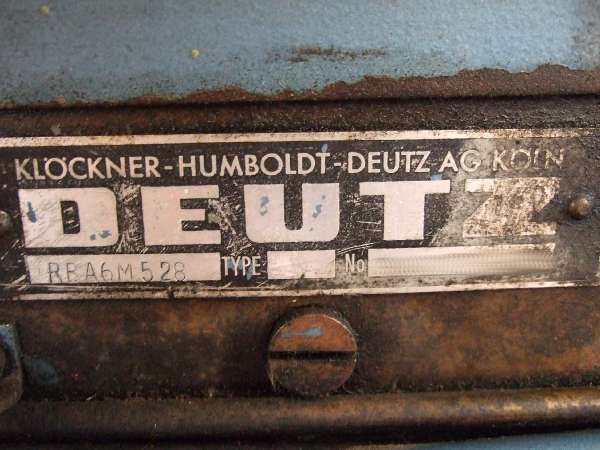 KLÖCKNER-HUMBOLDT-DEUTZ AG KÖLN
DEUTZ
RBA6M528 TYPE No